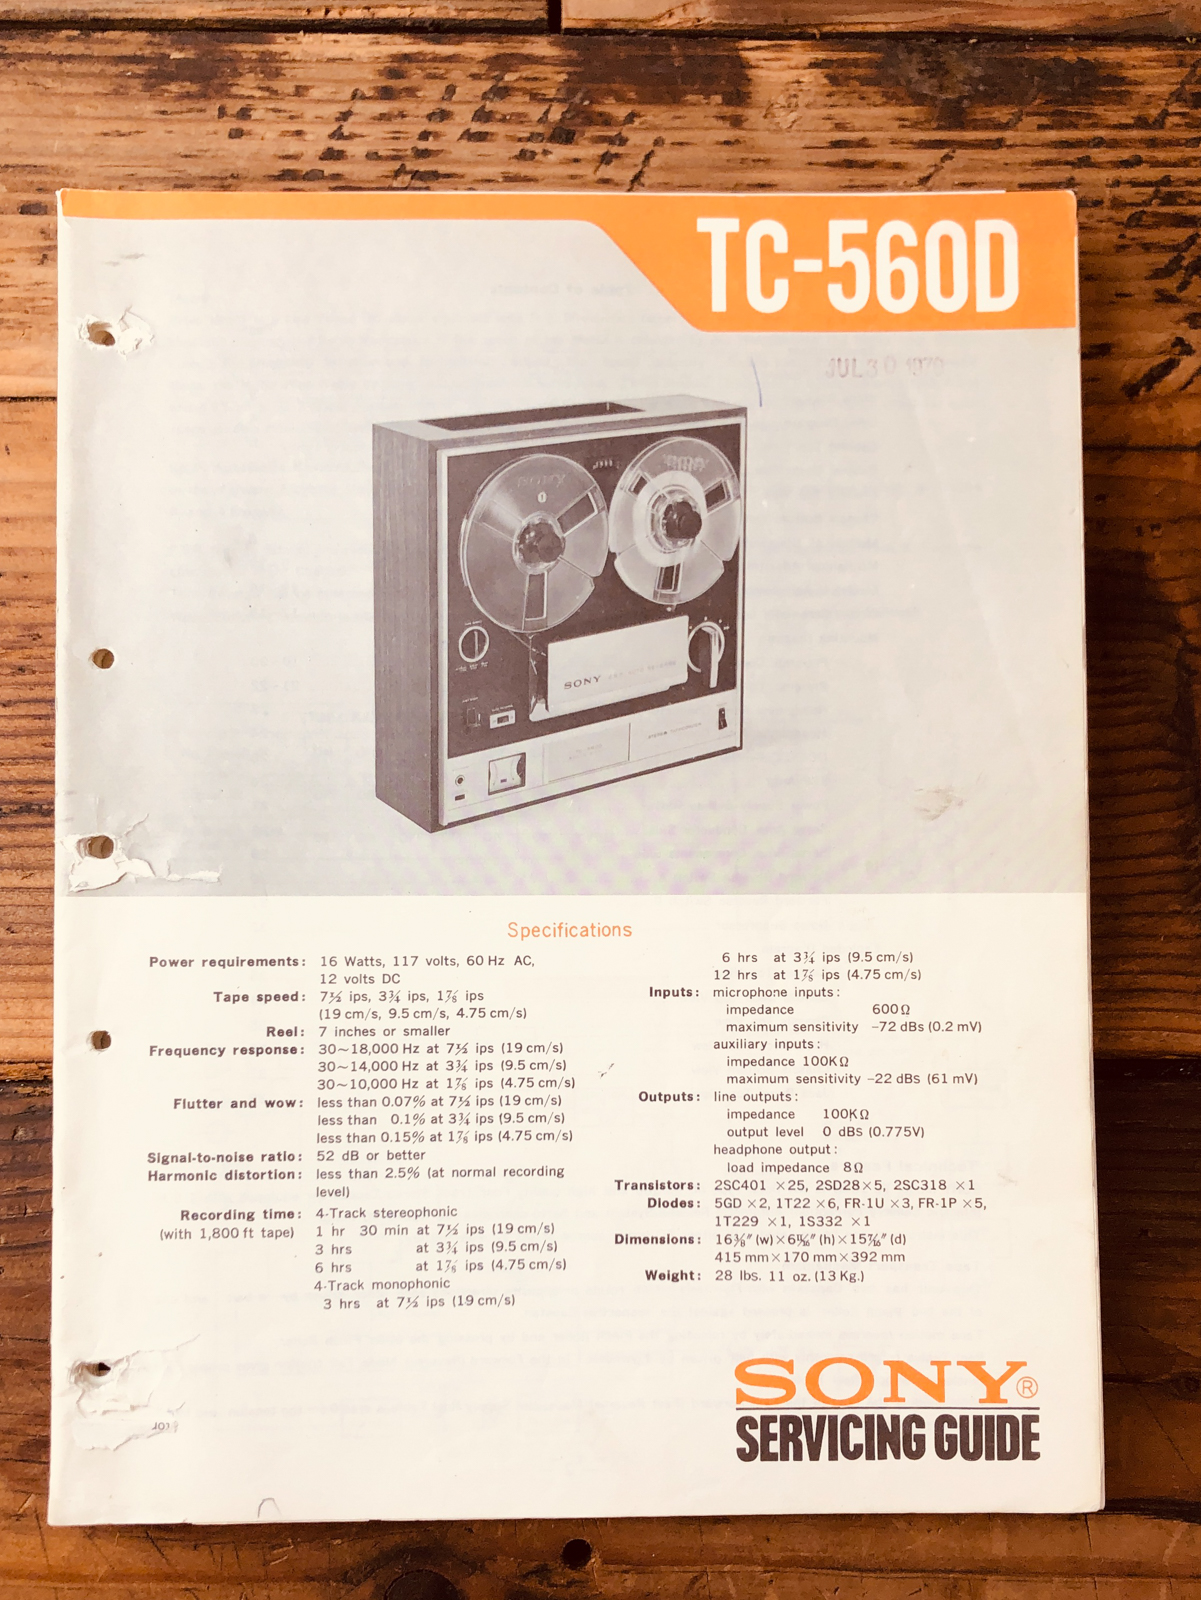 TC-560D
JUL 30 1970
SONY
SONY
Specifications
Power requirements: 16 Watts, 117 volts, 60 Hz AC,
12 volts DC
Tape speed: 7½ ips, 3¾ ips, 1⅞ ips
(19 cm/s, 9.5 cm/s, 4.75 cm/s)
Reel: 7 inches or smaller
Frequency response: 30~18,000 Hz at 7½ ips (19 cm/s)
30~14,000 Hz at 3¾ ips (9.5 cm/s)
30~10,000 Hz at 1⅞ ips (4.75 cm/s)
Flutter and wow: less than 0.07% at 7½ ips (19 cm/s)
less than 0.1% at 3¾ ips (9.5 cm/s)
less than 0.15% at 1⅞ ips (4.75 cm/s)
Signal-to-noise ratio: 52 dB or better
Harmonic distortion: less than 2.5% (at normal recording
level)
Recording time: 4-Track stereophonic
(with 1,800 ft tape) 1 hr 30 min at 7½ ips (19 cm/s)
3 hrs at 3¾ ips (9.5 cm/s)
6 hrs at 1⅞ ips (4.75 cm/s)
4-Track monophonic
3 hrs at 7½ ips (19 cm/s)
6 hrs at 3¾ ips (9.5 cm/s)
12 hrs at 1⅞ ips (4.75 cm/s)
Inputs: microphone inputs:
impedance 600Ω
maximum sensitivity -72 dBs (0.2 mV)
auxiliary inputs:
impedance 100KΩ
maximum sensitivity -22 dBs (61 mV)
Outputs: line outputs:
impedance 100KΩ
output level 0 dBs (0.775V)
headphone output:
load impedance 8Ω
Transistors: 2SC401 ×25, 2SD28×5, 2SC318 ×1
Diodes: 5GD ×2, 1T22 ×6, FR-1U ×3, FR-1P ×5,
1T229 ×1, 1S332 ×1
Dimensions: 16⅜″ (w)×6¹¹⁄₁₆″ (h)×15⁷⁄₁₆″ (d)
415 mm×170 mm×392 mm
Weight: 28 lbs. 11 oz. (13 Kg.)
SONY®
SERVICING GUIDE